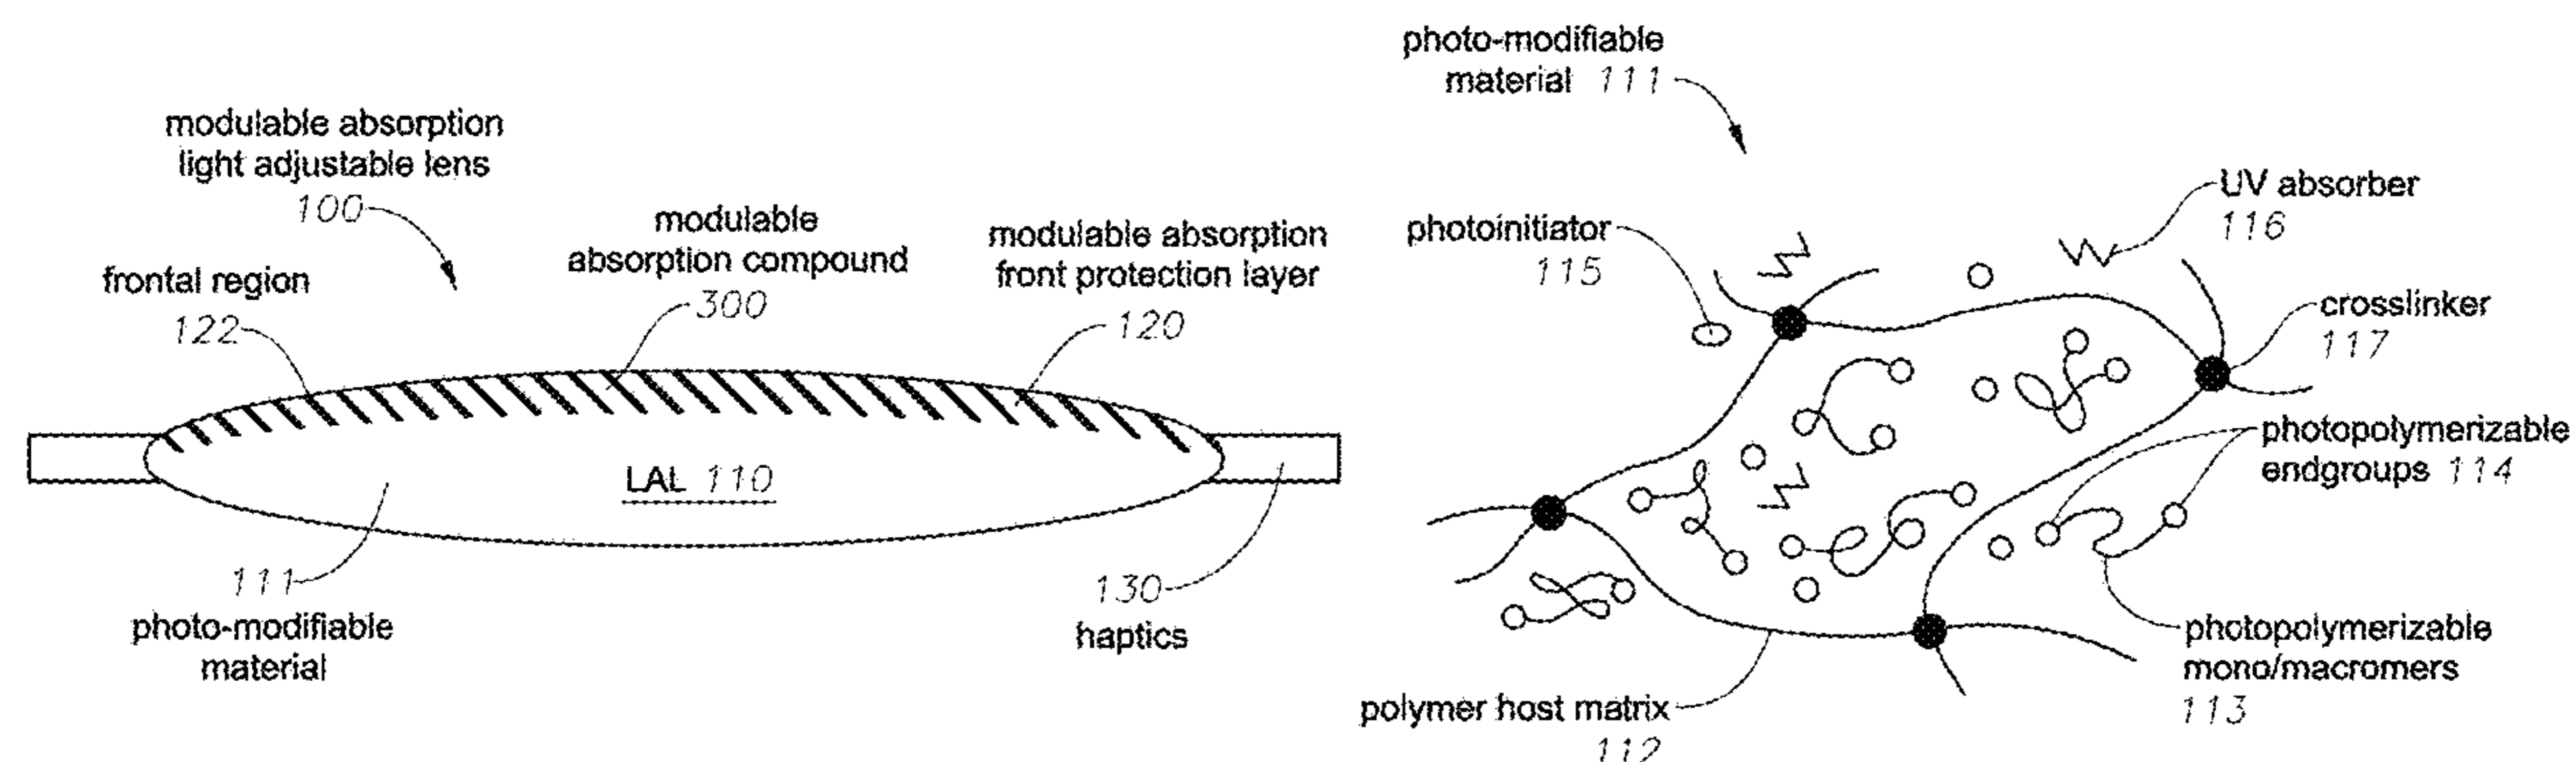 modulable absorption
light adjustable lens
100
frontal region
122
modulable
absorption compound
300
modulable absorption
front protection layer
120
LAL 110
111
photo-modifiable
material
130
haptics
photo-modifiable
material 111
photoinitiator
115
UV absorber
116
crosslinker
117
photopolymerizable
endgroups 114
photopolymerizable
mono/macromers
113
polymer host matrix
112